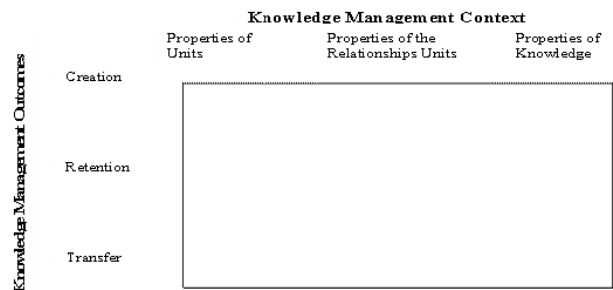 Knowledge Management Context
Properties of Units
Properties of the Relationships Units
Properties of Knowledge
Knowledge Management Outcomes
Creation
Retention
Transfer